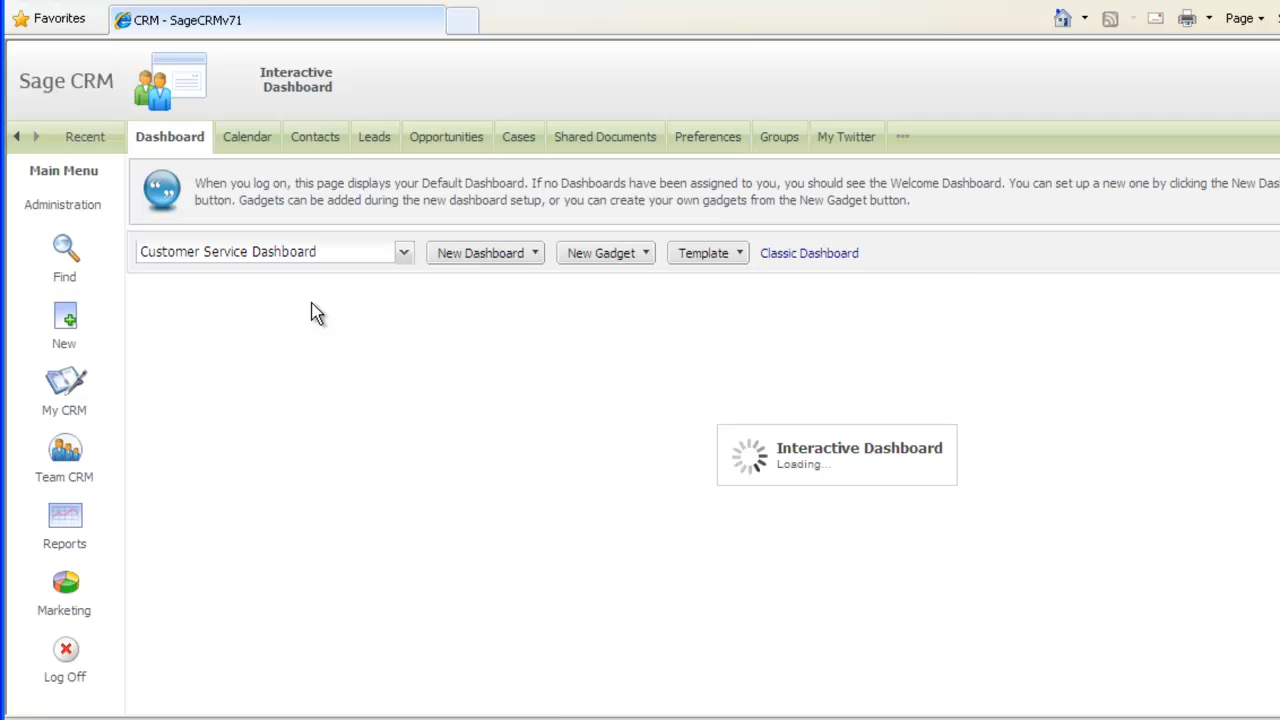 Favorites
CRM - SageCRMv71
Page
Sage CRM
Interactive
Dashboard
Recent
Dashboard
Calendar
Contacts
Leads
Opportunities
Cases
Shared Documents
Preferences
Groups
My Twitter
Main Menu
Administration
Find
New
My CRM
Team CRM
Reports
Marketing
Log Off
When you log on, this page displays your Default Dashboard. If no Dashboards have been assigned to you, you should see the Welcome Dashboard. You can set up a new one by clicking the New Das
button. Gadgets can be added during the new dashboard setup, or you can create your own gadgets from the New Gadget button.
Customer Service Dashboard
New Dashboard
New Gadget
Template
Classic Dashboard
Interactive Dashboard
Loading...